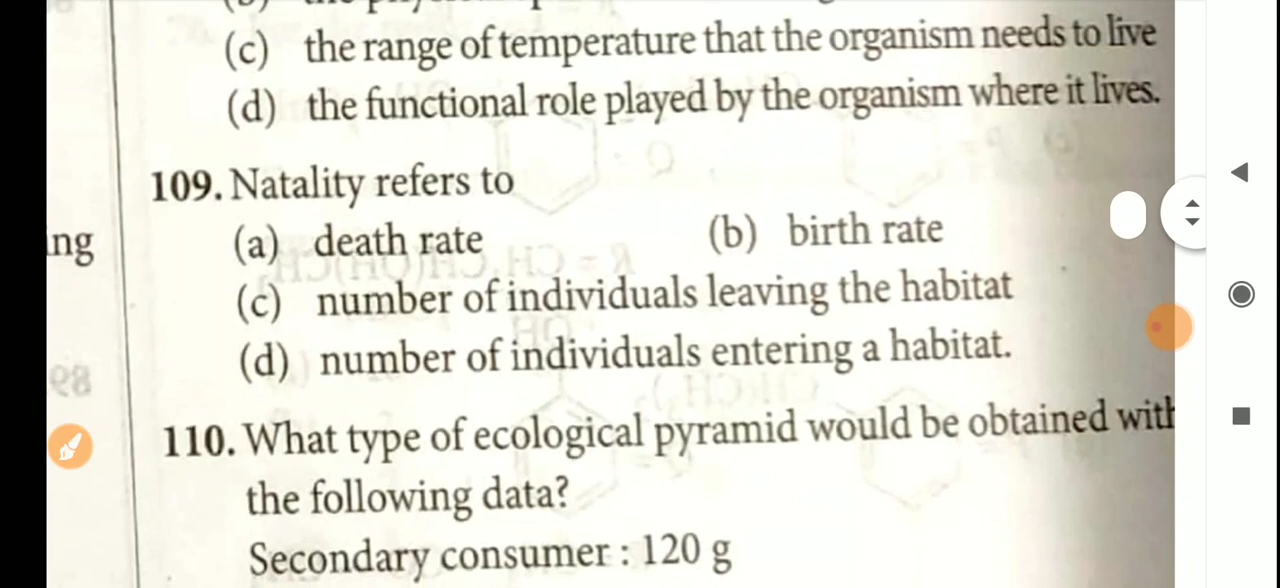 (c) the range of temperature that the organism needs to live
(d) the functional role played by the organism where it lives.
109. Natality refers to
ing
(a) death rate (b) birth rate
(c) number of individuals leaving the habitat
(d) number of individuals entering a habitat.
110. What type of ecological pyramid would be obtained with
the following data?
Secondary consumer : 120 g